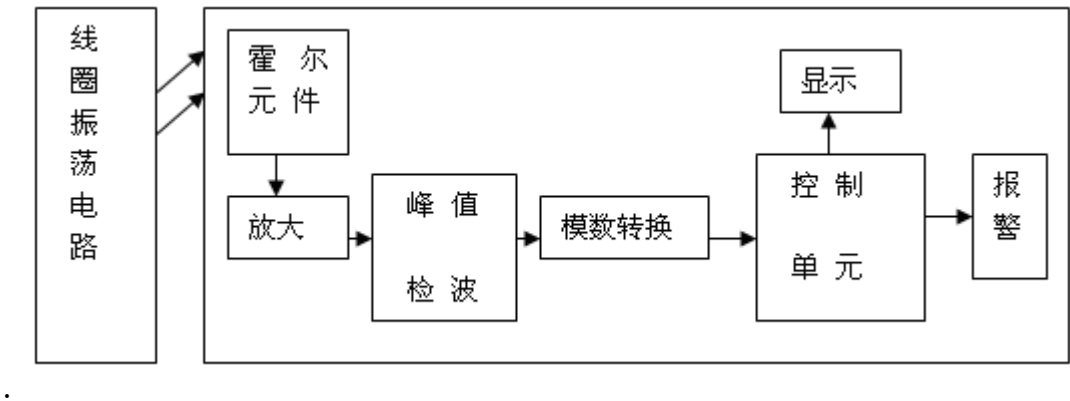 线
圈
振
荡
电
路
霍 尔
元 件
放大
峰 值
检 波
模数转换
显示
控 制
单 元
报
警
.